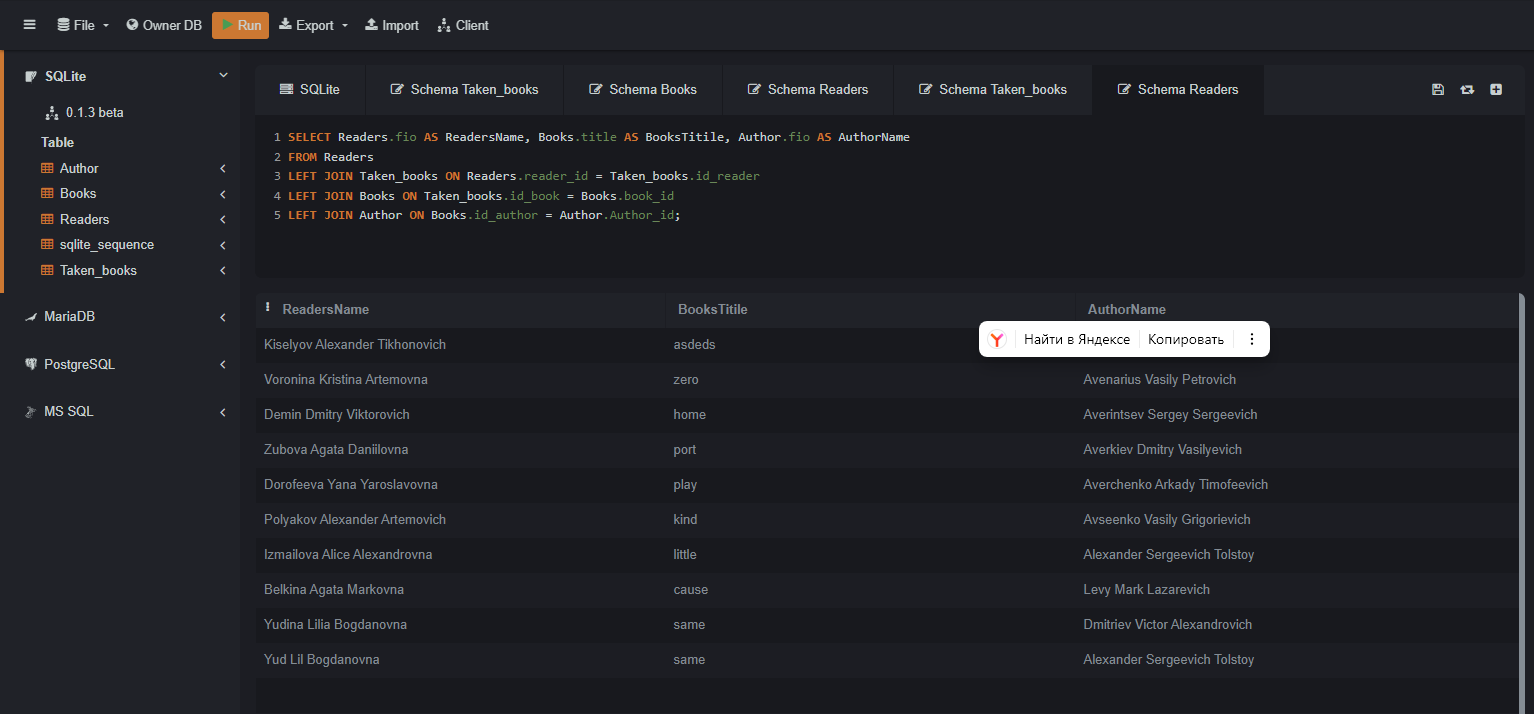 File Owner DB Run Export Import Client
SQLite
0.1.3 beta
Table
Author
Books
Readers
sqlite_sequence
Taken_books
MariaDB
PostgreSQL
MS SQL
SQLite Schema Taken_books Schema Books Schema Readers Schema Taken_books Schema Readers
1 SELECT Readers.fio AS ReadersName, Books.title AS BooksTitile, Author.fio AS AuthorName
2 FROM Readers
3 LEFT JOIN Taken_books ON Readers.reader_id = Taken_books.id_reader
4 LEFT JOIN Books ON Taken_books.id_book = Books.book_id
5 LEFT JOIN Author ON Books.id_author = Author.Author_id;
ReadersName BooksTitile AuthorName
Найти в Яндексе Копировать
Kiselyov Alexander Tikhonovich asdeds
Voronina Kristina Artemovna zero Avenarius Vasily Petrovich
Demin Dmitry Viktorovich home Averintsev Sergey Sergeevich
Zubova Agata Daniilovna port Averkiev Dmitry Vasilyevich
Dorofeeva Yana Yaroslavovna play Averchenko Arkady Timofeevich
Polyakov Alexander Artemovich kind Avseenko Vasily Grigorievich
Izmailova Alice Alexandrovna little Alexander Sergeevich Tolstoy
Belkina Agata Markovna cause Levy Mark Lazarevich
Yudina Lilia Bogdanovna same Dmitriev Victor Alexandrovich
Yud Lil Bogdanovna same Alexander Sergeevich Tolstoy